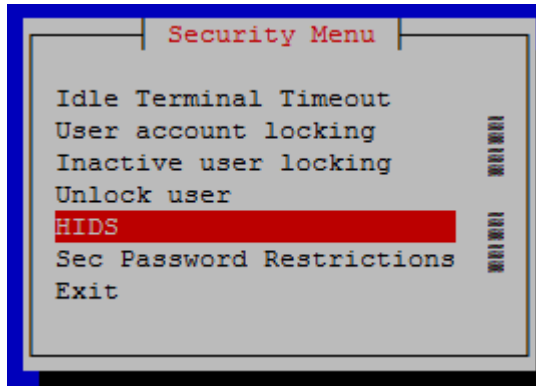 Security Menu
Idle Terminal Timeout
User account locking
Inactive user locking
Unlock user
HIDS
Sec Password Restrictions
Exit